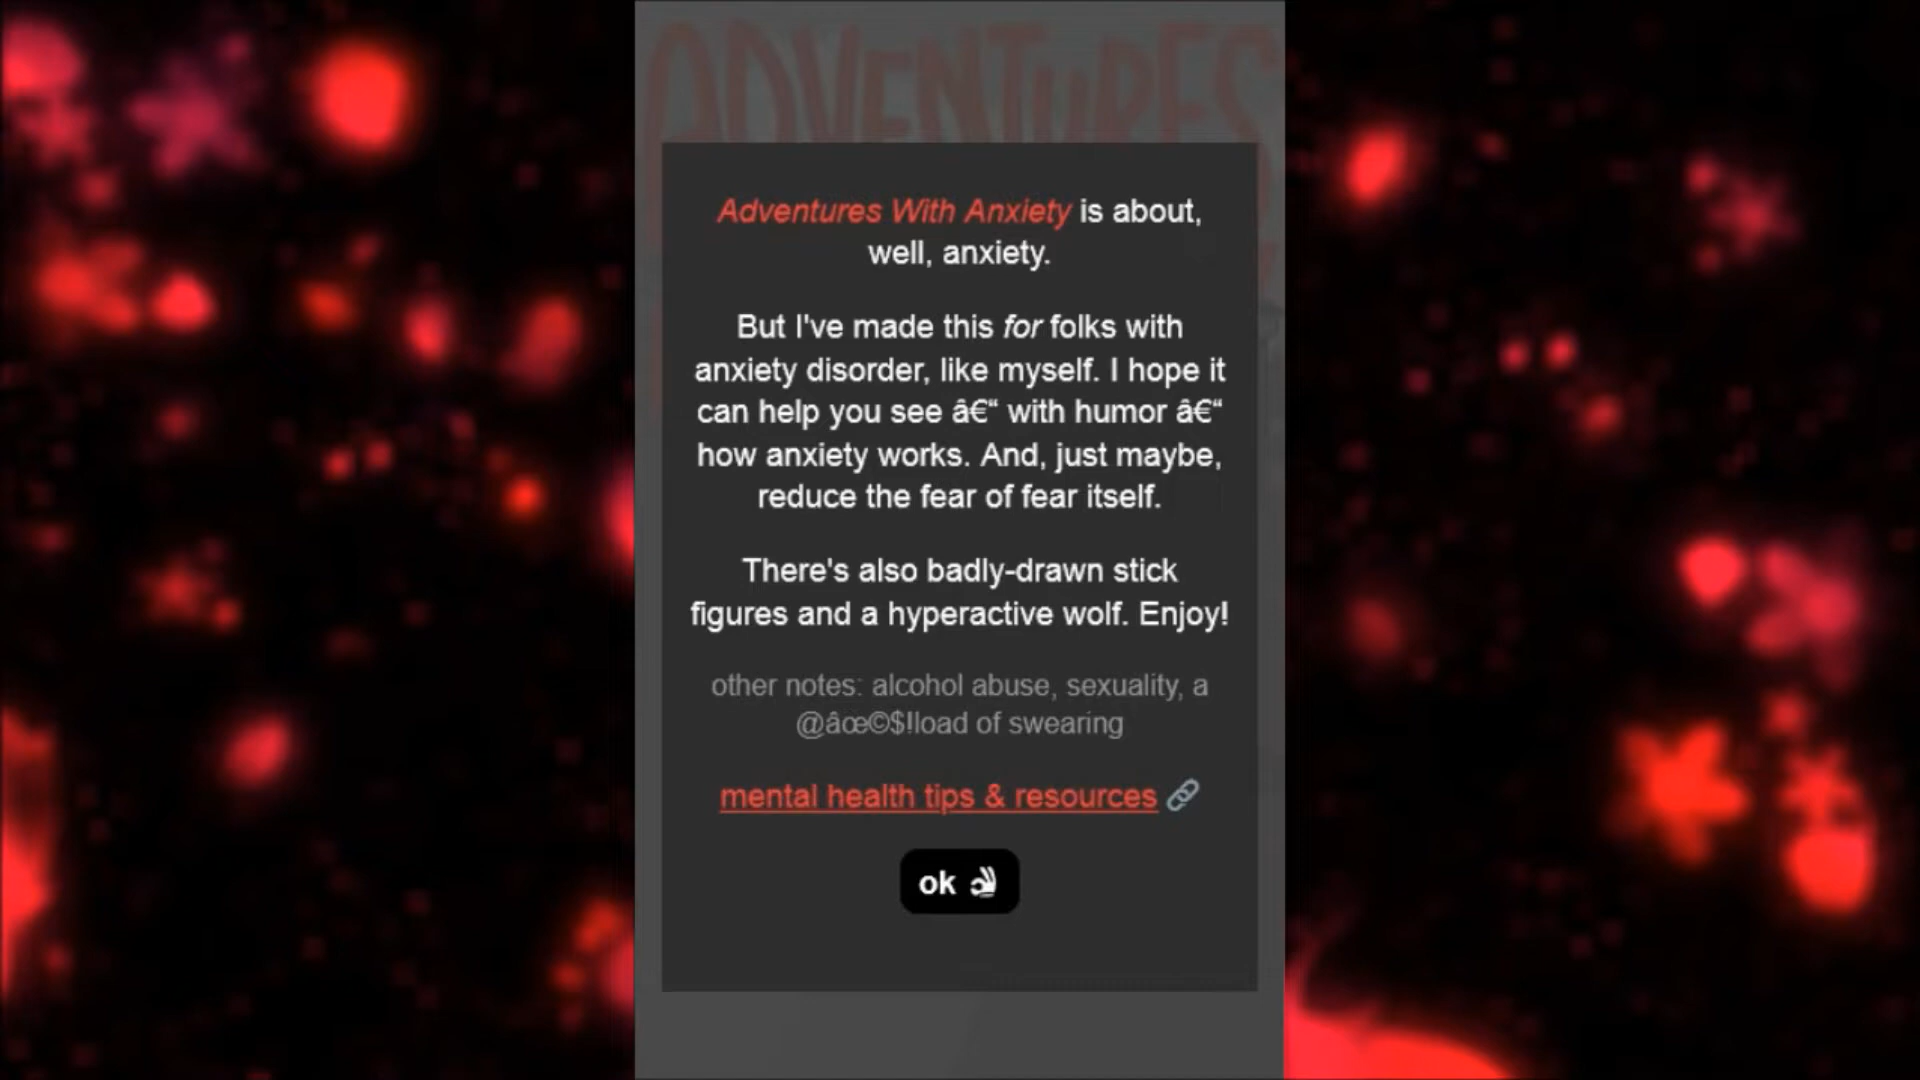 ADVENTURES
Adventures With Anxiety is about,
well, anxiety.
But I've made this for folks with
anxiety disorder, like myself. I hope it
can help you see â€“ with humor â€“
how anxiety works. And, just maybe,
reduce the fear of fear itself.
There's also badly-drawn stick
figures and a hyperactive wolf. Enjoy!
other notes: alcohol abuse, sexuality, a
@âœ©$!load of swearing
mental health tips & resources 🔗
ok 👌